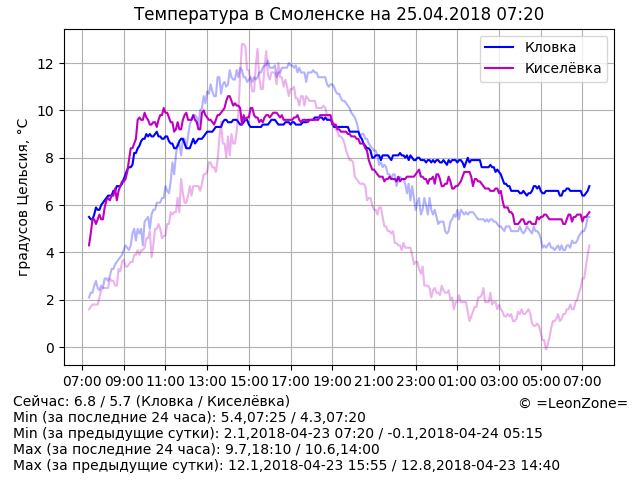 Температура в Смоленске на 25.04.2018 07:20
Кловка
Киселёвка
градусов Цельсия, °C
12
10
8
6
4
2
0
07:00 09:00 11:00 13:00 15:00 17:00 19:00 21:00 23:00 01:00 03:00 05:00 07:00
Сейчас: 6.8 / 5.7 (Кловка / Киселёвка)
© =LeonZone=
Min (за последние 24 часа): 5.4,07:25 / 4.3,07:20
Min (за предыдущие сутки): 2.1,2018-04-23 07:20 / -0.1,2018-04-24 05:15
Max (за последние 24 часа): 9.7,18:10 / 10.6,14:00
Max (за предыдущие сутки): 12.1,2018-04-23 15:55 / 12.8,2018-04-23 14:40